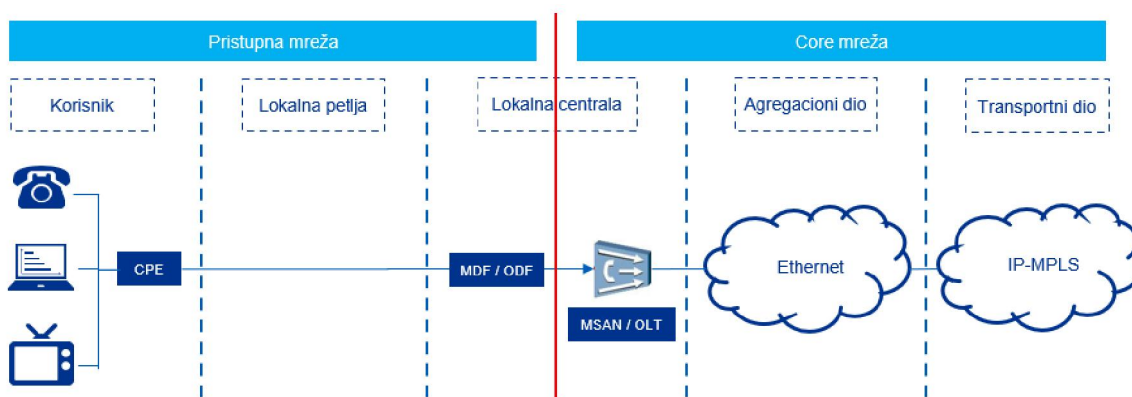 Pristupna mreža
Core mreža
Korisnik
Lokalna petlja
Lokalna centrala
Agregacioni dio
Transportni dio
CPE
MDF / ODF
MSAN / OLT
Ethernet
IP-MPLS